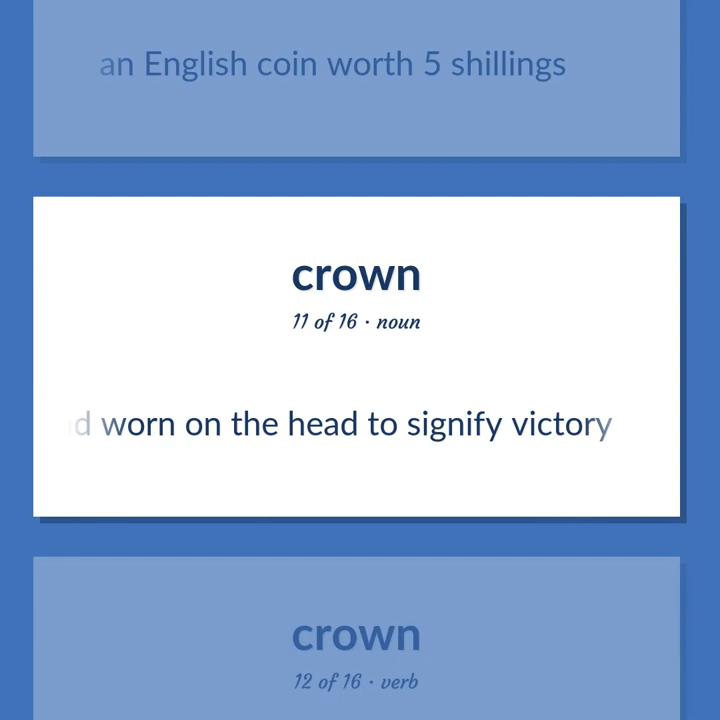 an English coin worth 5 shillings
crown
11 of 16 · noun
d worn on the head to signify victory
crown
12 of 16 · verb